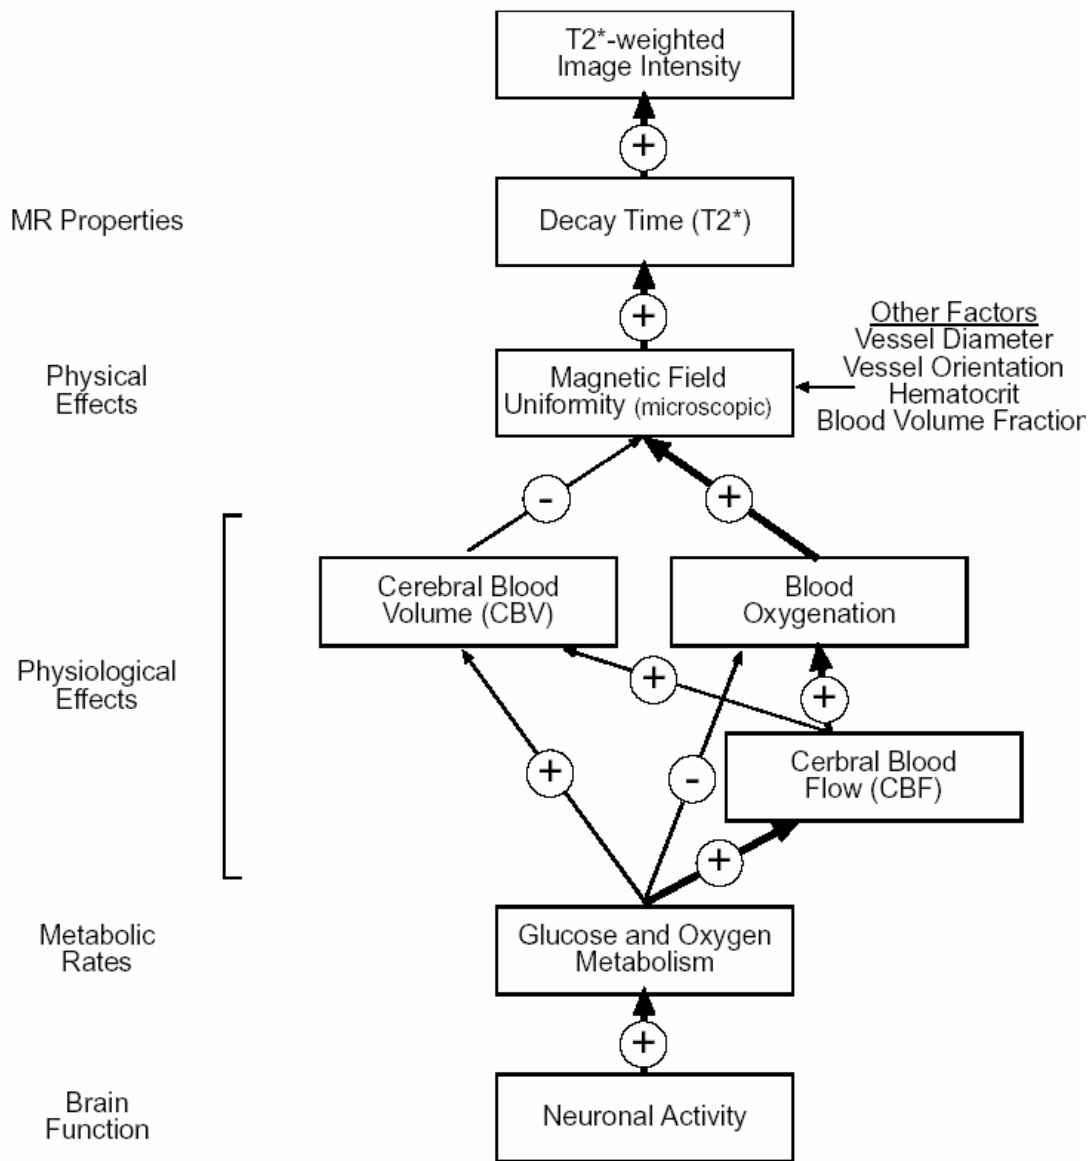 T2*-weighted
Image Intensity
+
MR Properties
Decay Time (T2*)
+
Other Factors
Vessel Diameter
Vessel Orientation
Hematocrit
Blood Volume Fraction
Physical
Effects
Magnetic Field
Uniformity (microscopic)
-
+
Cerebral Blood
Volume (CBV)
Blood
Oxygenation
Physiological
Effects
+
+
+
-
Cerbral Blood
Flow (CBF)
+
Metabolic
Rates
Glucose and Oxygen
Metabolism
+
Brain
Function
Neuronal Activity